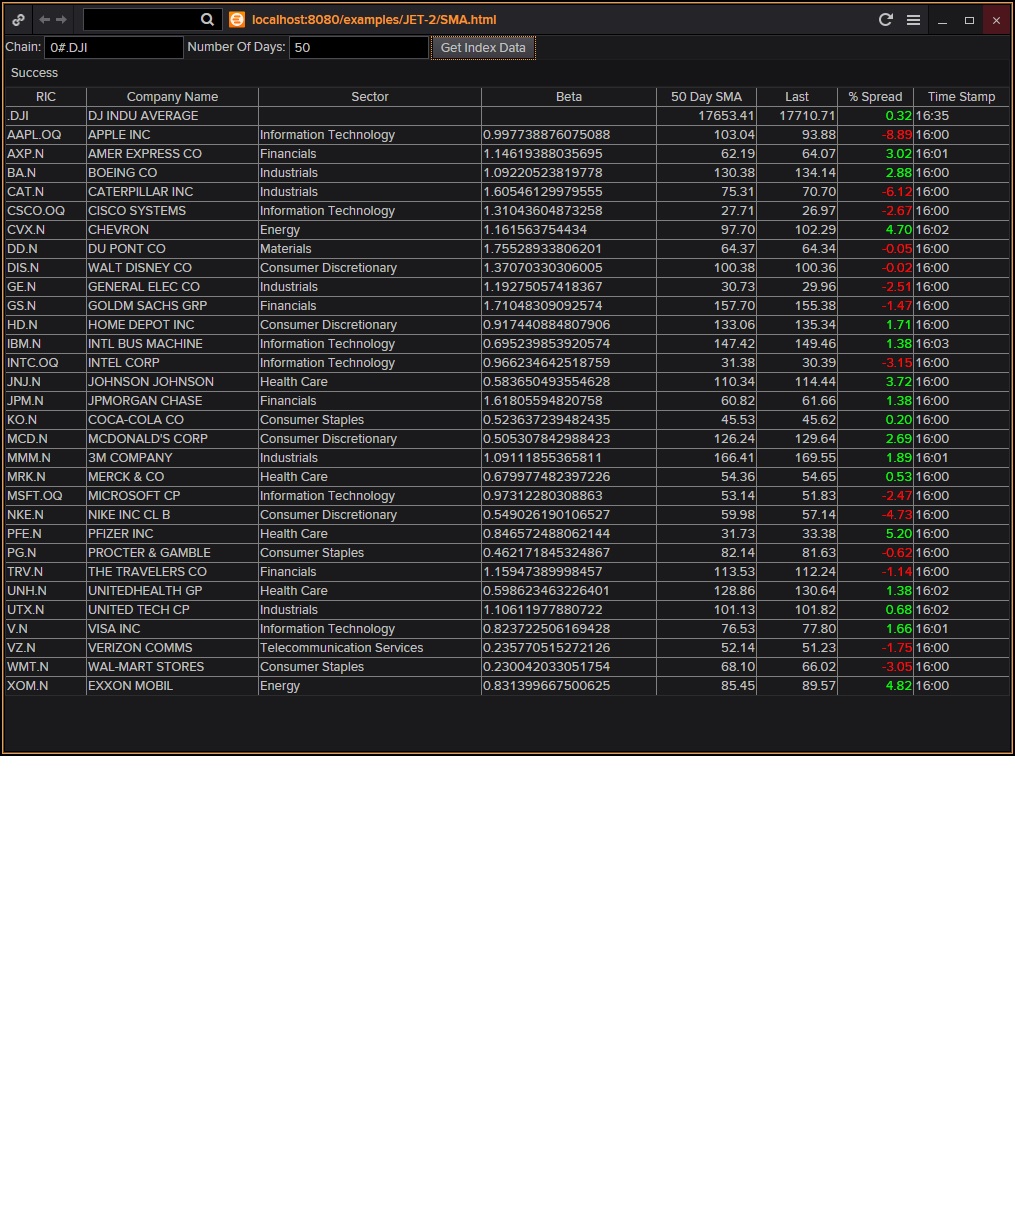 localhost:8080/examples/JET-2/SMA.html
Chain: 0#.DJI Number Of Days: 50 Get Index Data
Success
RIC Company Name Sector Beta 50 Day SMA Last % Spread Time Stamp
.DJI DJ INDU AVERAGE 17653.41 17710.71 0.32 16:35
AAPL.OQ APPLE INC Information Technology 0.997738876075088 103.04 93.88 -8.89 16:00
AXP.N AMER EXPRESS CO Financials 1.14619388035695 62.19 64.07 3.02 16:01
BA.N BOEING CO Industrials 1.09220523819778 130.38 134.14 2.88 16:00
CAT.N CATERPILLAR INC Industrials 1.60546129979555 75.31 70.70 -6.12 16:00
CSCO.OQ CISCO SYSTEMS Information Technology 1.31043604873258 27.71 26.97 -2.67 16:00
CVX.N CHEVRON Energy 1.161563754434 97.70 102.29 4.70 16:02
DD.N DU PONT CO Materials 1.75528933806201 64.37 64.34 -0.05 16:00
DIS.N WALT DISNEY CO Consumer Discretionary 1.37070330306005 100.38 100.36 -0.02 16:00
GE.N GENERAL ELEC CO Industrials 1.19275057418367 30.73 29.96 -2.51 16:00
GS.N GOLDM SACHS GRP Financials 1.71048309092574 157.70 155.38 -1.47 16:00
HD.N HOME DEPOT INC Consumer Discretionary 0.917440884807906 133.06 135.34 1.71 16:00
IBM.N INTL BUS MACHINE Information Technology 0.695239853920574 147.42 149.46 1.38 16:03
INTC.OQ INTEL CORP Information Technology 0.966234642518759 31.38 30.39 -3.15 16:00
JNJ.N JOHNSON JOHNSON Health Care 0.583650493554628 110.34 114.44 3.72 16:00
JPM.N JPMORGAN CHASE Financials 1.61805594820758 60.82 61.66 1.38 16:00
KO.N COCA-COLA CO Consumer Staples 0.523637239482435 45.53 45.62 0.20 16:00
MCD.N MCDONALD'S CORP Consumer Discretionary 0.505307842988423 126.24 129.64 2.69 16:00
MMM.N 3M COMPANY Industrials 1.09111855365811 166.41 169.55 1.89 16:01
MRK.N MERCK & CO Health Care 0.679977482397226 54.36 54.65 0.53 16:00
MSFT.OQ MICROSOFT CP Information Technology 0.97312280308863 53.14 51.83 -2.47 16:00
NKE.N NIKE INC CL B Consumer Discretionary 0.549026190106527 59.98 57.14 -4.73 16:00
PFE.N PFIZER INC Health Care 0.846572488062144 31.73 33.38 5.20 16:00
PG.N PROCTER & GAMBLE Consumer Staples 0.462171845324867 82.14 81.63 -0.62 16:00
TRV.N THE TRAVELERS CO Financials 1.15947389998457 113.53 112.24 -1.14 16:00
UNH.N UNITEDHEALTH GP Health Care 0.598623463226401 128.86 130.64 1.38 16:02
UTX.N UNITED TECH CP Industrials 1.10611977880722 101.13 101.82 0.68 16:02
V.N VISA INC Information Technology 0.823722506169428 76.53 77.80 1.66 16:01
VZ.N VERIZON COMMS Telecommunication Services 0.235770515272126 52.14 51.23 -1.75 16:00
WMT.N WAL-MART STORES Consumer Staples 0.230042033051754 68.10 66.02 -3.05 16:00
XOM.N EXXON MOBIL Energy 0.831399667500625 85.45 89.57 4.82 16:00